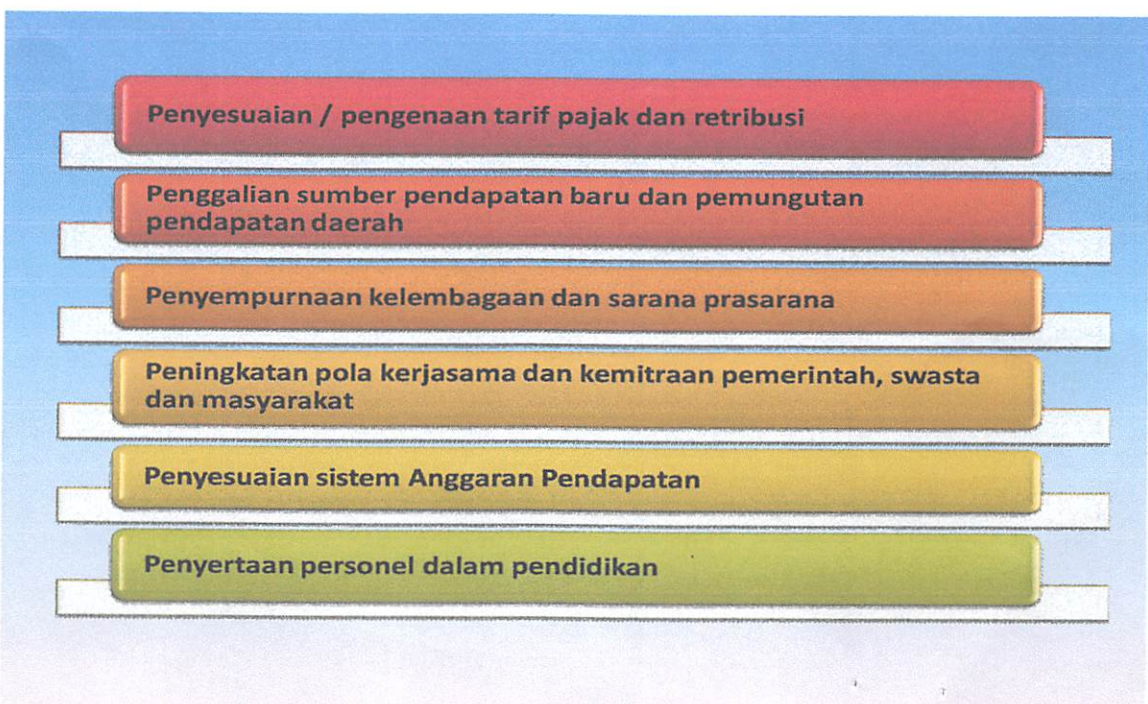 Penyesuaian / pengenaan tarif pajak dan retribusi
Penggalian sumber pendapatan baru dan pemungutan
pendapatan daerah
Penyempurnaan kelembagaan dan sarana prasarana
Peningkatan pola kerjasama dan kemitraan pemerintah, swasta
dan masyarakat
Penyesuaian sistem Anggaran Pendapatan
Penyertaan personel dalam pendidikan